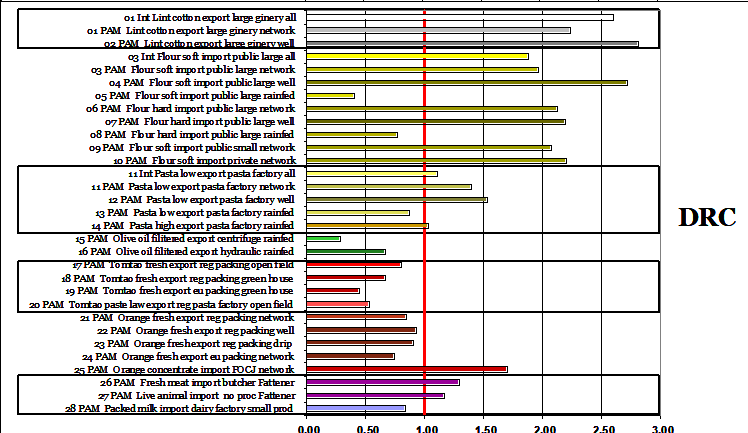 01 Int Lint cotton export large ginery all
01 PAM Lint cotton export large ginery network
02 PAM Lint cotton export large ginery well
03 Int Flour soft import public large all
03 PAM Flour soft import public large network
04 PAM Flour soft import public large well
05 PAM Flour soft import public large rainfed
06 PAM Flour hard import public large network
07 PAM Flour hard import public large well
08 PAM Flour hard import public large rainfed
09 PAM Flour soft import public small network
10 PAM Flour soft import private network
11 Int Pasta low export pasta factory all
11 PAM Pasta low export pasta factory network
12 PAM Pasta low export pasta factory well
13 PAM Pasta low export pasta factory rainfed
14 PAM Pasta high export pasta factory rainfed
15 PAM Olive oil filitered export centrifuge rainfed
16 PAM Olive oil filitered export hydraulic rainfed
17 PAM Tomtao fresh export reg packing open field
18 PAM Tomtao fresh export reg packing green house
19 PAM Tomtao fresh export eu packing green house
20 PAM Tomtao paste law export reg pasta factory open field
21 PAM Orange fresh export reg packing network
22 PAM Orange fresh export reg packing well
23 PAM Orange fresh export reg packing drip
24 PAM Orange fresh export eu packing network
25 PAM Orange concentrate import FOCJ network
26 PAM Fresh meat import butcher Fattener
27 PAM Live animal import no proc Fattener
28 PAM Packed milk import dairy factory small prod
DRC
0.00 0.50 1.00 1.50 2.00 2.50 3.00